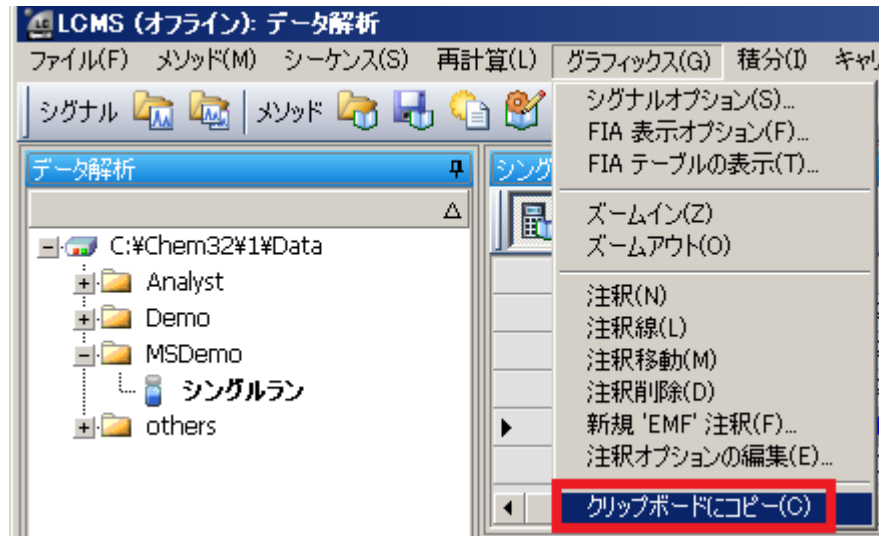 LCMS (オフライン): データ解析
ファイル(F) メソッド(M) シーケンス(S) 再計算(L) グラフィックス(G) 積分(I) キャリ
シグナル メソッド
データ解析
シング
C:¥Chem32¥1¥Data
Analyst
Demo
MSDemo
シングルラン
others
シグナルオプション(S)...
FIA 表示オプション(F)...
FIA テーブルの表示(T)...
ズームイン(Z)
ズームアウト(O)
注釈(N)
注釈線(L)
注釈移動(M)
注釈削除(D)
新規 'EMF' 注釈(F)...
注釈オプションの編集(E)...
クリップボードにコピー(C)